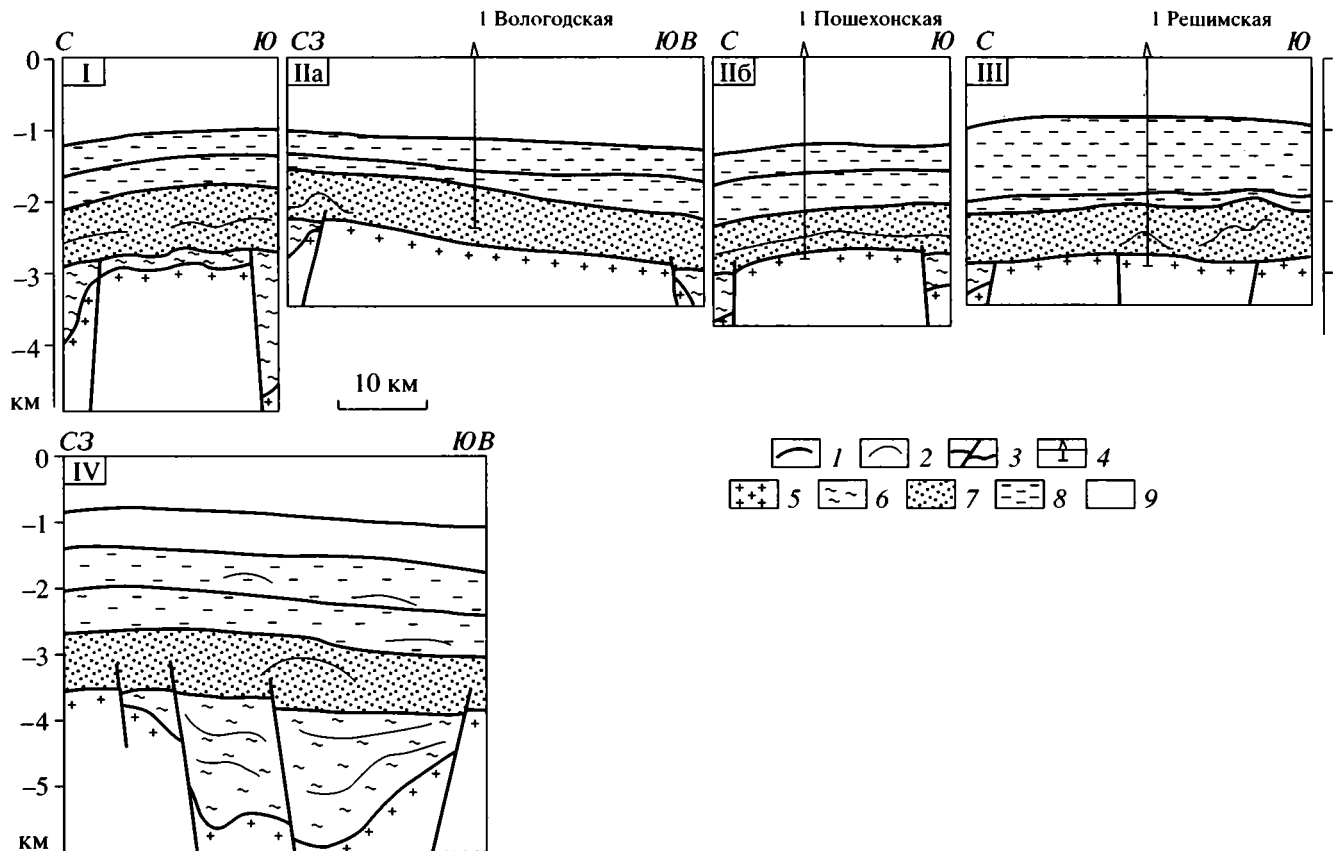 1 Вологодская
1 Пошехонская
1 Решимская
С Ю
СЗ ЮВ
С Ю
С Ю
0
−1
−2
−3
−4
км
I
IIа
IIб
III
10 км
СЗ ЮВ
0
−1
−2
−3
−4
−5
км
IV
1 2 3 4
5 6 7 8 9